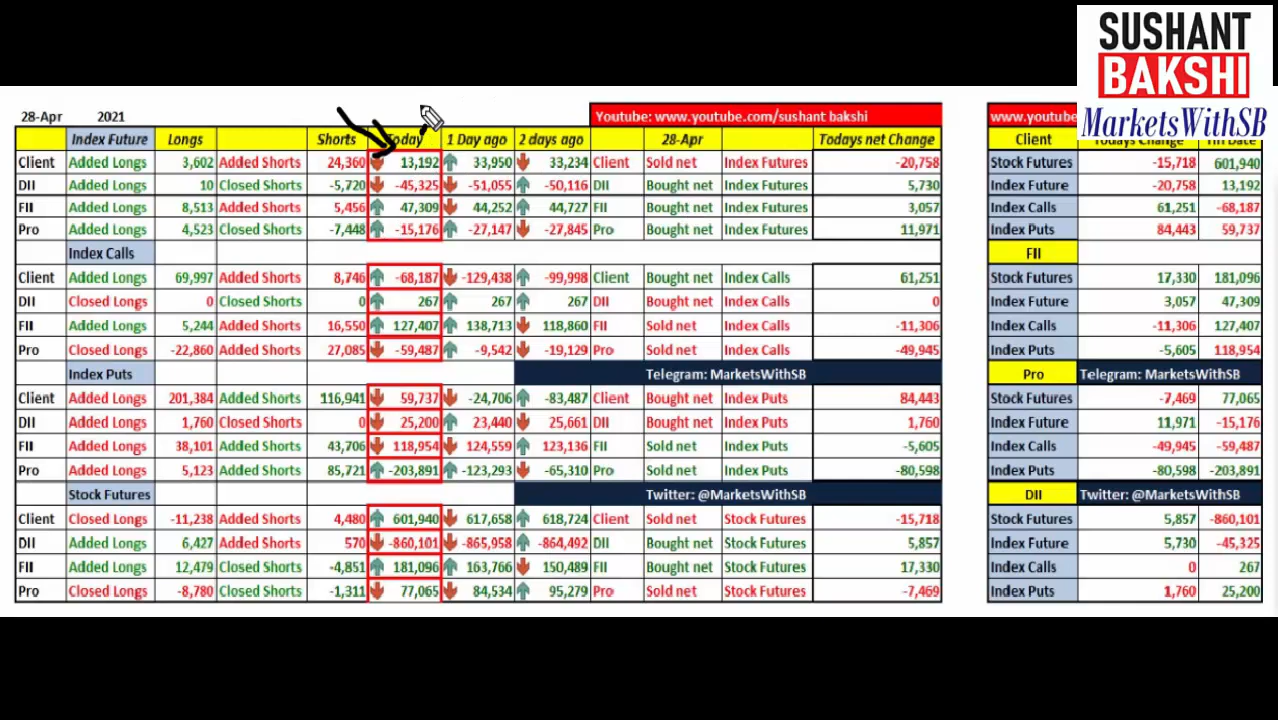 SUSHANT
BAKSHI
MarketsWithSB
28-Apr 2021 Youtube: www.youtube.com/sushant bakshi www.youtu
Index Future Longs Shorts Today 1 Day ago 2 days ago 28-Apr Todays net Change Client Todays Change Till Date
Client Added Longs 3,602 Added Shorts 24,360 13,192 33,950 33,234 Client Sold net Index Futures -20,758 Stock Futures -15,718 601,940
DII Added Longs 10 Closed Shorts -5,720 -45,325 -51,055 -50,116 DII Bought net Index Futures 5,730 Index Future -20,758 13,192
FII Added Longs 8,513 Added Shorts 5,456 47,309 44,252 44,727 FII Bought net Index Futures 3,057 Index Calls 61,251 -68,187
Pro Added Longs 4,523 Closed Shorts -7,448 -15,176 -27,147 -27,845 Pro Bought net Index Futures 11,971 Index Puts 84,443 59,737
Index Calls FII
Client Added Longs 69,997 Added Shorts 8,746 -68,187 -129,438 -99,998 Client Bought net Index Calls 61,251 Stock Futures 17,330 181,096
DII Closed Longs 0 Closed Shorts 0 267 267 267 DII Bought net Index Calls 0 Index Future 3,057 47,309
FII Added Longs 5,244 Added Shorts 16,550 127,407 138,713 118,860 FII Sold net Index Calls -11,306 Index Calls -11,306 127,407
Pro Closed Longs -22,860 Added Shorts 27,085 -59,487 -9,542 -19,129 Pro Sold net Index Calls -49,945 Index Puts -5,605 118,954
Index Puts Telegram: MarketsWithSB Pro Telegram: MarketsWithSB
Client Added Longs 201,384 Added Shorts 116,941 59,737 -24,706 -83,487 Client Bought net Index Puts 84,443 Stock Futures -7,469 77,065
DII Added Longs 1,760 Closed Shorts 0 25,200 23,440 25,661 DII Bought net Index Puts 1,760 Index Future 11,971 -15,176
FII Added Longs 38,101 Added Shorts 43,706 118,954 124,559 123,136 FII Sold net Index Puts -5,605 Index Calls -49,945 -59,487
Pro Added Longs 5,123 Added Shorts 85,721 -203,891 -123,293 -65,310 Pro Sold net Index Puts -80,598 Index Puts -80,598 -203,891
Stock Futures Twitter: @MarketsWithSB DII Twitter: @MarketsWithSB
Client Closed Longs -11,238 Added Shorts 4,480 601,940 617,658 618,724 Client Sold net Stock Futures -15,718 Stock Futures 5,857 -860,101
DII Added Longs 6,427 Added Shorts 570 -860,101 -865,958 -864,492 DII Bought net Stock Futures 5,857 Index Future 5,730 -45,325
FII Added Longs 12,479 Closed Shorts -4,851 181,096 163,766 150,489 FII Bought net Stock Futures 17,330 Index Calls 0 267
Pro Closed Longs -8,780 Closed Shorts -1,311 77,065 84,534 95,279 Pro Sold net Stock Futures -7,469 Index Puts 1,760 25,200